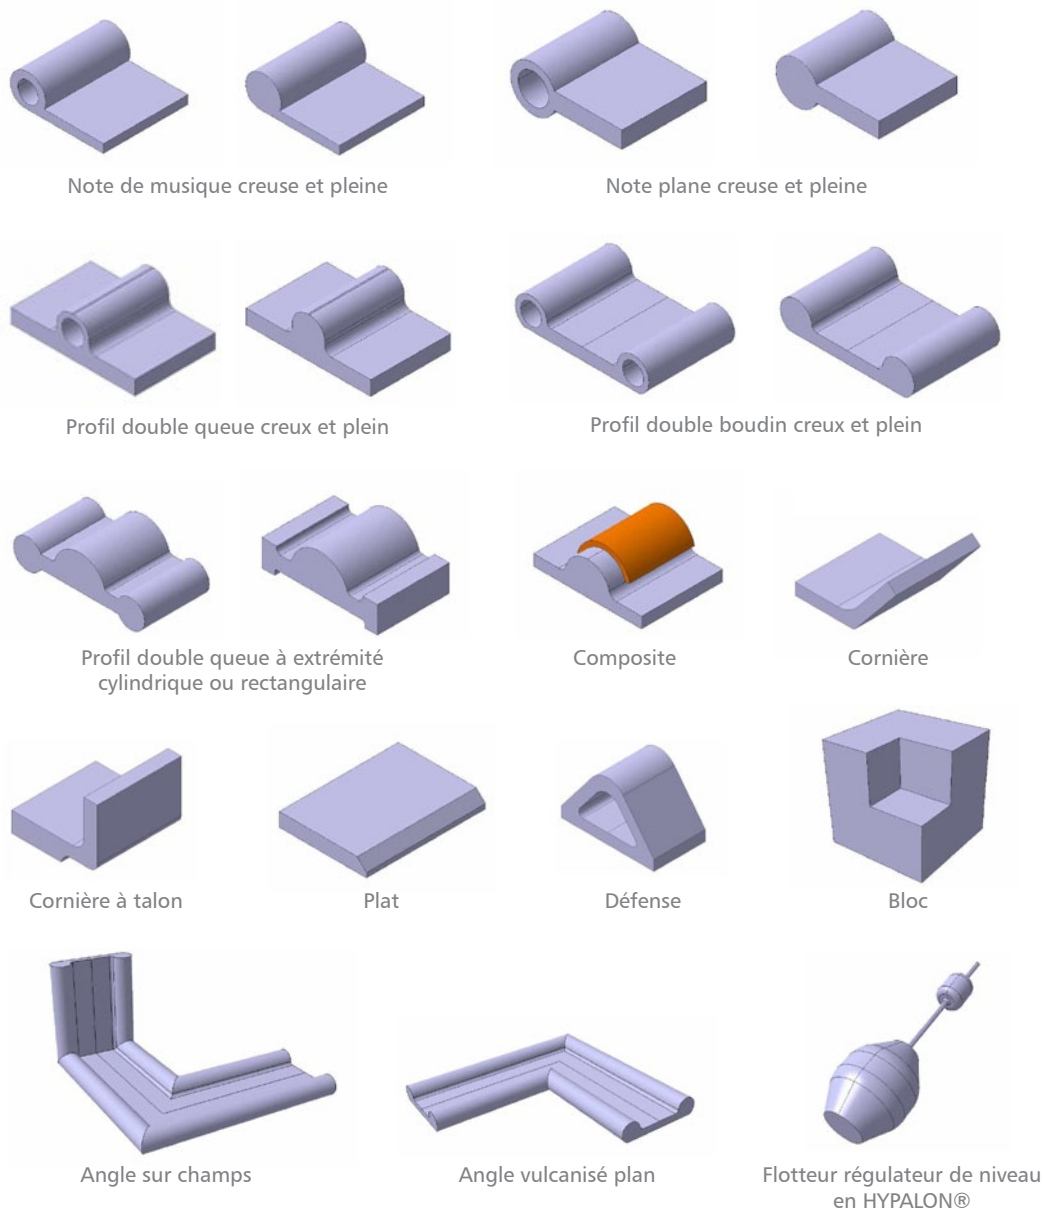 Note de musique creuse et pleine
Note plane creuse et pleine
Profil double queue creux et plein
Profil double boudin creux et plein
Profil double queue à extrémité
cylindrique ou rectangulaire
Composite
Cornière
Cornière à talon
Plat
Défense
Bloc
Angle sur champs
Angle vulcanisé plan
Flotteur régulateur de niveau
en HYPALON®